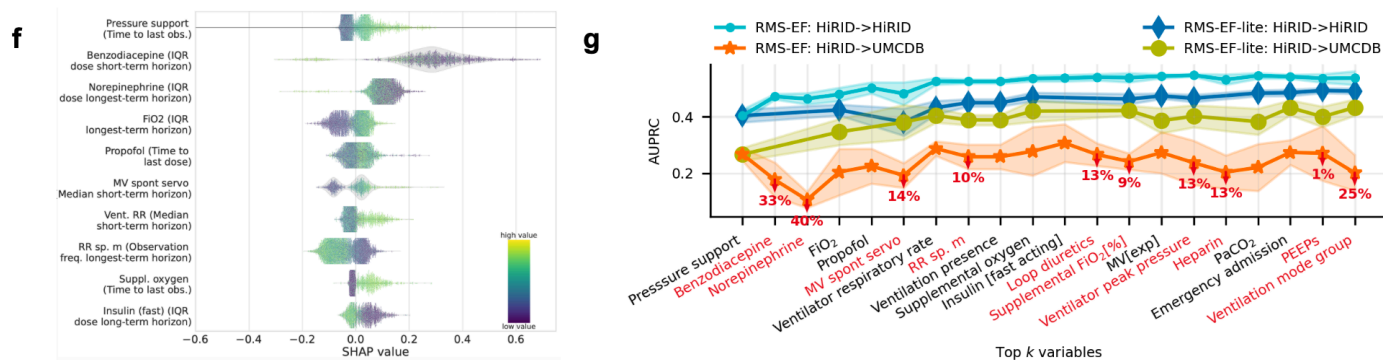 f
Pressure support
(Time to last obs.)
Benzodiacepine (IQR
dose short-term horizon)
Norepinephrine (IQR
dose longest-term horizon)
FiO2 (IQR
longest-term horizon)
Propofol (Time to
last dose)
MV spont servo
(Median short-term horizon)
Vent. RR (Median
short-term horizon)
RR sp. m (Observation
freq. longest-term horizon)
Suppl. oxygen
(Time to last obs.)
Insulin (fast) (IQR
dose long-term horizon)
high value
low value
−0.6
−0.4
−0.2
0.0
0.2
0.4
0.6
SHAP value
g
RMS-EF: HiRID->HiRID
RMS-EF: HiRID->UMCDB
RMS-EF-lite: HiRID->HiRID
RMS-EF-lite: HiRID->UMCDB
AUPRC
0.4
0.2
33%
40%
14%
10%
13%
9%
13%
13%
1%
25%
Presssure support
Benzodiacepine
Norepinephrine
FiO2
Propofol
MV spont servo
Ventilator respiratory rate
RR sp. m
Ventilation presence
Supplemental oxygen
Insulin [fast acting]
Loop diuretics
Supplemental FiO2[%]
MV[exp]
Ventilator peak pressure
Heparin
PaCO2
Emergency admission
PEEPs
Ventilation mode group
Top k variables